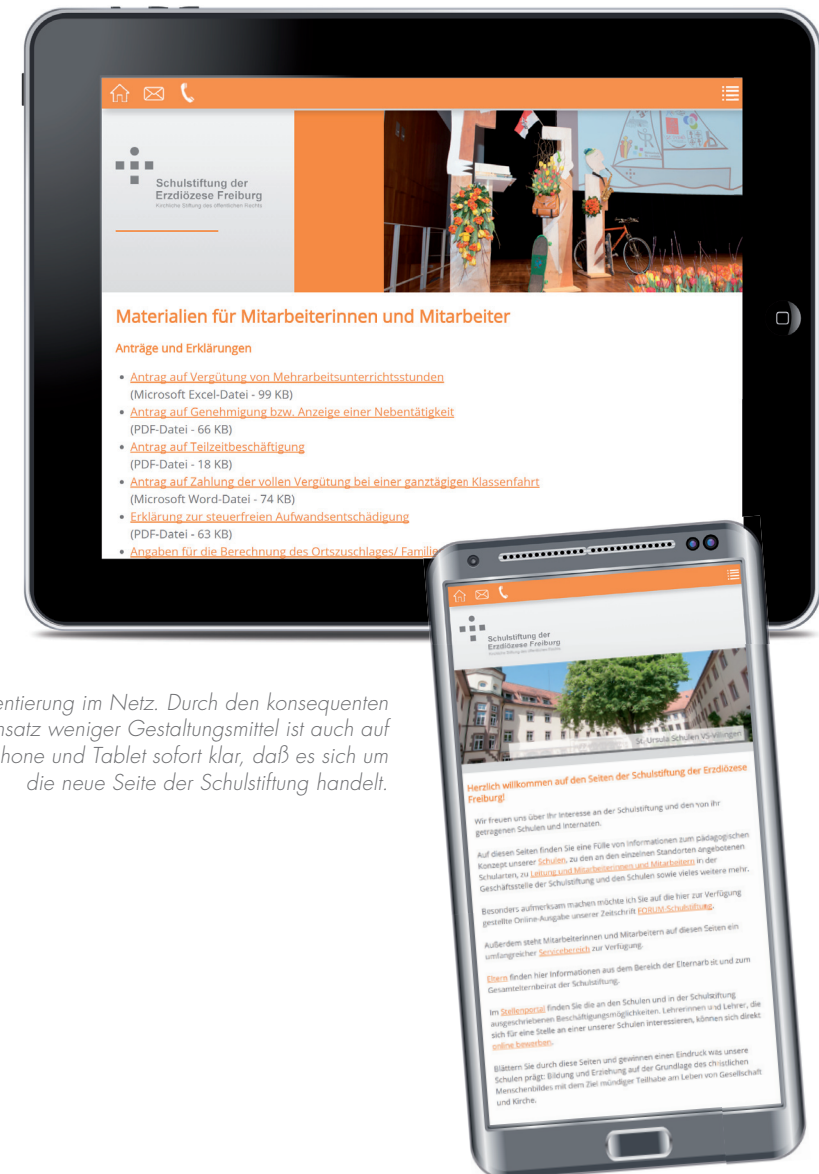 Schulstiftung der
Erzdiözese Freiburg
Kirchliche Stiftung des öffentlichen Rechts
Materialien für Mitarbeiterinnen und Mitarbeiter
Anträge und Erklärungen
• Antrag auf Vergütung von Mehrarbeitsunterrichtsstunden
(Microsoft Excel-Datei - 99 KB)
• Antrag auf Genehmigung bzw. Anzeige einer Nebentätigkeit
(PDF-Datei - 66 KB)
• Antrag auf Teilzeitbeschäftigung
(PDF-Datei - 18 KB)
• Antrag auf Zahlung der vollen Vergütung bei einer ganztägigen Klassenfahrt
(Microsoft Word-Datei - 74 KB)
• Erklärung zur steuerfreien Aufwandsentschädigung
(PDF-Datei - 63 KB)
• Angaben für die Berechnung des Ortszuschlages/ Familie
entierung im Netz. Durch den konsequenten
nsatz weniger Gestaltungsmittel ist auch auf
hone und Tablet sofort klar, daß es sich um
die neue Seite der Schulstiftung handelt.
Schulstiftung der
Erzdiözese Freiburg
St. Ursula Schulen VS-Villingen
Herzlich willkommen auf den Seiten der Schulstiftung der Erzdiözese
Freiburg!
Wir freuen uns über Ihr Interesse an der Schulstiftung und den von ihr
getragenen Schulen und Internaten.
Auf diesen Seiten finden Sie eine Fülle von Informationen zum pädagogischen
Konzept unserer Schulen, zu den an den einzelnen Standorten angebotenen
Schularten, zu Leitung und Mitarbeiterinnen und Mitarbeitern in der
Geschäftsstelle der Schulstiftung und den Schulen sowie vieles weitere mehr.
Besonders aufmerksam machen möchte ich Sie auf die hier zur Verfügung
gestellte Online-Ausgabe unserer Zeitschrift FORUM-Schulstiftung.
Außerdem steht Mitarbeiterinnen und Mitarbeitern auf diesen Seiten ein
umfangreicher Servicebereich zur Verfügung.
Eltern finden hier Informationen aus dem Bereich der Elternarbeit und zum
Gesamtelternbeirat der Schulstiftung.
Im Stellenportal finden Sie die an den Schulen und in der Schulstiftung
ausgeschriebenen Beschäftigungsmöglichkeiten. Lehrerinnen und Lehrer, die
sich für eine Stelle an einer unserer Schulen interessieren, können sich direkt
online bewerben.
Blättern Sie durch diese Seiten und gewinnen einen Eindruck was unsere
Schulen prägt: Bildung und Erziehung auf der Grundlage des christlichen
Menschenbildes mit dem Ziel mündiger Teilhabe am Leben von Gesellschaft
und Kirche.